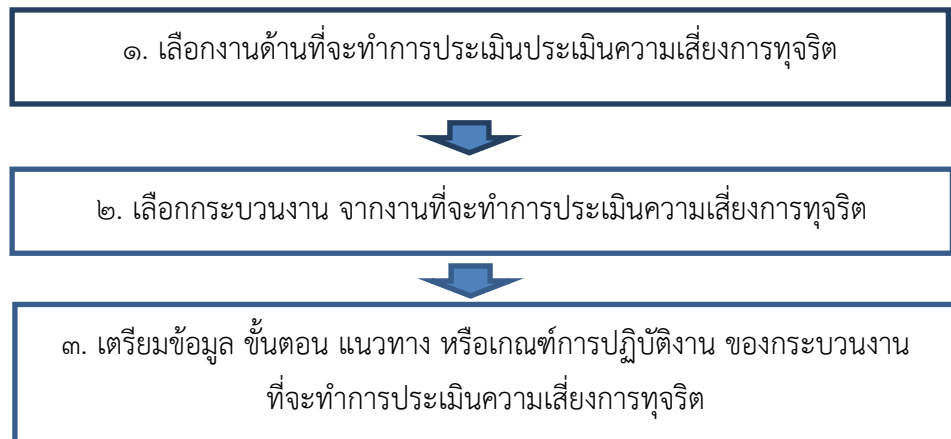 ๑. เลือกงานด้านที่จะทำการประเมินประเมินความเสี่ยงการทุจริต
๒. เลือกกระบวนงาน จากงานที่จะทำการประเมินความเสี่ยงการทุจริต
๓. เตรียมข้อมูล ขั้นตอน แนวทาง หรือเกณฑ์การปฏิบัติงาน ของกระบวนงาน
ที่จะทำการประเมินความเสี่ยงการทุจริต